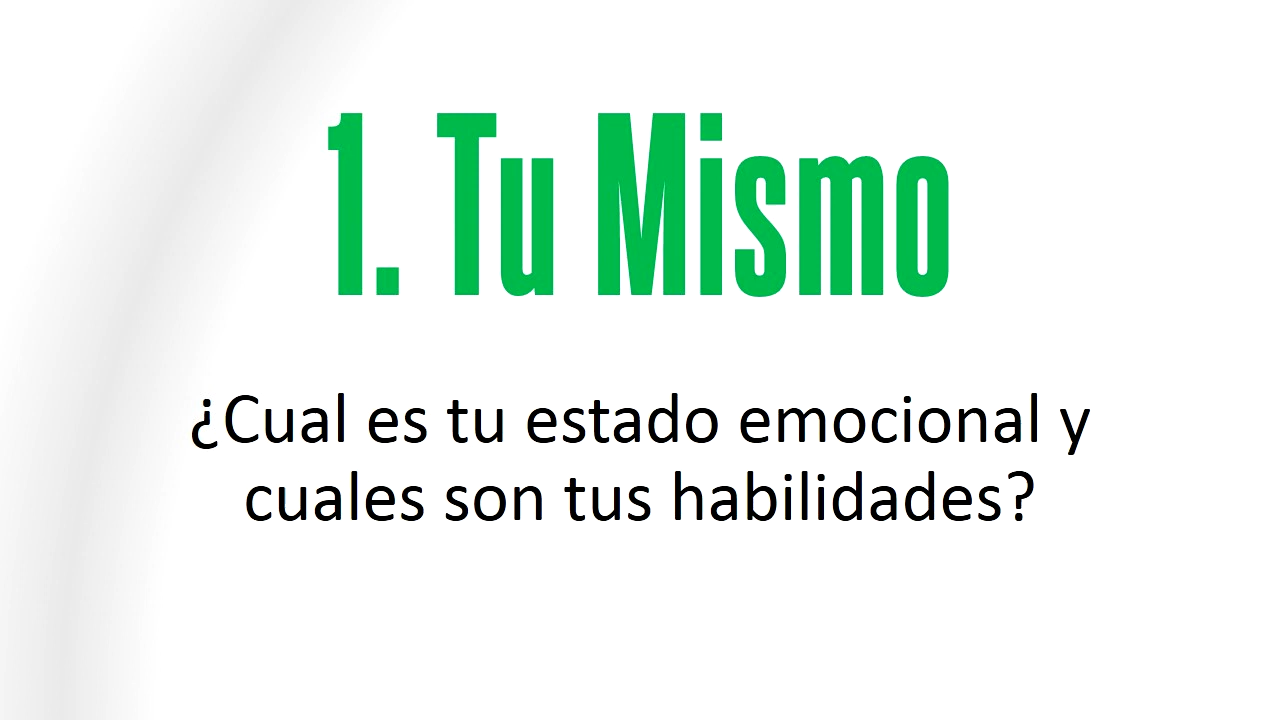 1. Tu Mismo
¿Cual es tu estado emocional y
cuales son tus habilidades?